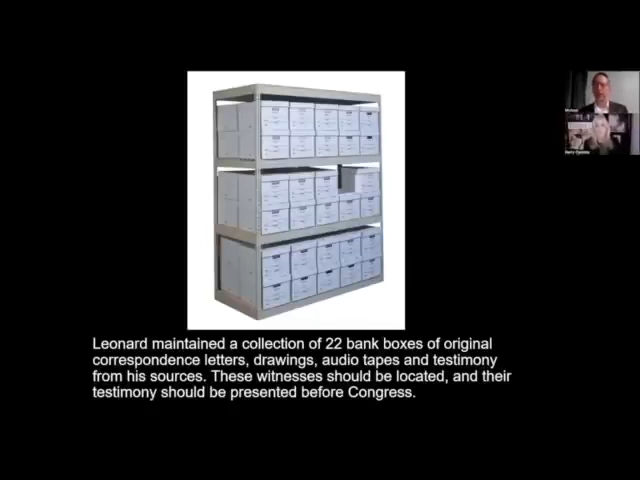 Leonard maintained a collection of 22 bank boxes of original
correspondence letters, drawings, audio tapes and testimony
from his sources. These witnesses should be located, and their
testimony should be presented before Congress.